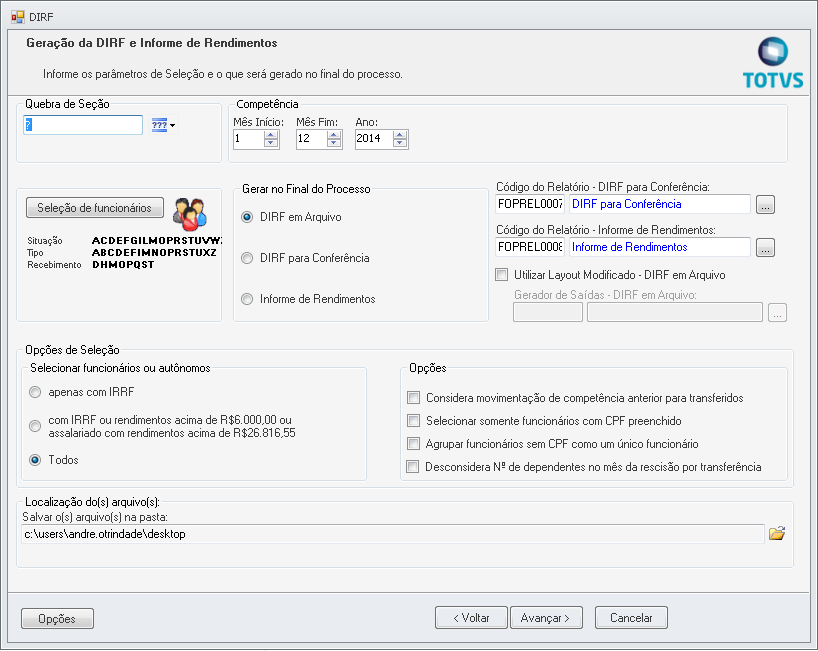 DIRF
Geração da DIRF e Informe de Rendimentos
Informe os parâmetros de Seleção e o que será gerado no final do processo.
TOTVS
Quebra de Seção
?
???
Competência
Mês Início:
Mês Fim:
Ano:
1
12
2014
Seleção de funcionários
Situação ACDEFGILMOPRSTUVWZ
Tipo ABCDEFIMNOPRSTUXZ
Recebimento DHMOPQST
Gerar no Final do Processo
DIRF em Arquivo
DIRF para Conferência
Informe de Rendimentos
Código do Relatório - DIRF para Conferência:
FOPREL0007 DIRF para Conferência ...
Código do Relatório - Informe de Rendimentos:
FOPREL0008 Informe de Rendimentos ...
Utilizar Layout Modificado - DIRF em Arquivo
Gerador de Saídas - DIRF em Arquivo:
...
Opções de Seleção
Selecionar funcionários ou autônomos
apenas com IRRF
com IRRF ou rendimentos acima de R$6.000,00 ou
assalariado com rendimentos acima de R$26.816,55
Todos
Opções
Considera movimentação de competência anterior para transferidos
Selecionar somente funcionários com CPF preenchido
Agrupar funcionários sem CPF como um único funcionário
Desconsidera Nº de dependentes no mês da rescisão por transferência
Localização do(s) arquivo(s):
Salvar o(s) arquivo(s) na pasta:
c:\users\andre.otrindade\desktop
Opções
< Voltar
Avançar >
Cancelar